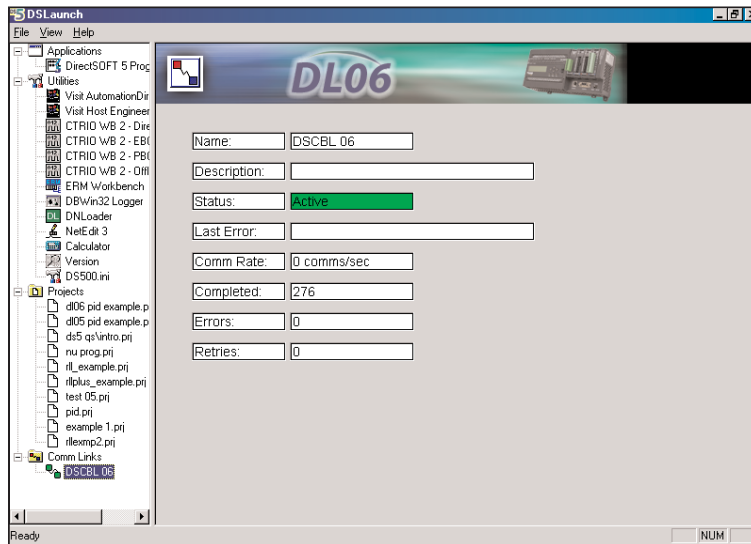 DSLaunch
File View Help
Applications
DirectSOFT 5 Prog
Utilities
Visit AutomationDir
Visit Host Engineer
CTRIO WB 2 - Dire
CTRIO WB 2 - EB(
CTRIO WB 2 - PB(
CTRIO WB 2 - Offl
ERM Workbench
DBWin32 Logger
DNLoader
NetEdit 3
Calculator
Version
DS500.ini
Projects
dl06 pid example.p
dl05 pid example.p
ds5 qs\intro.prj
nu prog.prj
rll_example.prj
rllplus_example.prj
test 05.prj
pid.prj
example 1.prj
rllexmp2.prj
Comm Links
DSCBL 06
DL06
Name: DSCBL 06
Description:
Status: Active
Last Error:
Comm Rate: 0 comms/sec
Completed: 276
Errors: 0
Retries: 0
Ready
NUM